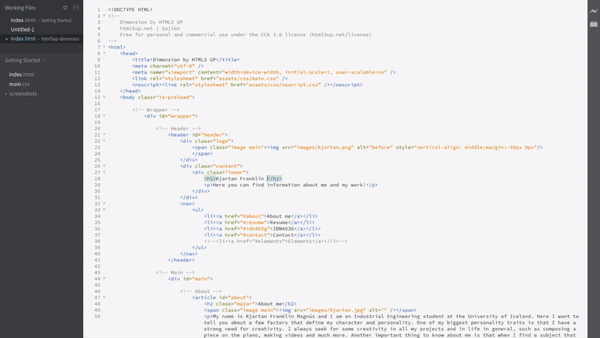 Working Files
index.html — Getting Started
Untitled-1
index.html — html5up-dimension
Getting Started
index.html
main.css
screenshots
<!DOCTYPE HTML>
<!--
Dimension by HTML5 UP
html5up.net | @ajlkn
Free for personal and commercial use under the CCA 3.0 license (html5up.net/license)
-->
<html>
<head>
<title>Dimension by HTML5 UP</title>
<meta charset="utf-8" />
<meta name="viewport" content="width=device-width, initial-scale=1, user-scalable=no" />
<link rel="stylesheet" href="assets/css/main.css" />
<noscript><link rel="stylesheet" href="assets/css/noscript.css" /></noscript>
</head>
<body class="is-preload">
<!-- Wrapper -->
<div id="wrapper">
<!-- Header -->
<header id="header">
<div class="logo">
<span class="image main"><img src="images/kjartan.png" alt="before" style="vertical-align: middle;margin:-10px 0px"/>
</span>
</div>
<div class="content">
<div class="inner">
<h1>Kjartan Franklin </h1>
<p>Here you can find information about me and my work!</p>
</div>
</div>
<nav>
<ul>
<li><a href="#about">About me</a></li>
<li><a href="#resume">Resume</a></li>
<li><a href="#idn403g">IÐN403G</a></li>
<li><a href="#contact">Contact</a></li>
<!--<li><a href="#elements">Elements</a></li>-->
</ul>
</nav>
</header>
<!-- Main -->
<div id="main">
<!-- About -->
<article id="about">
<h2 class="major">About me</h2>
<span class="image main"><img src="images/kjartan.jpg" alt="" /></span>
<p>My name is Kjartan Franklin Magnús and I am an Industrial Engineering student at the University of Iceland. Here I want to
tell you about a few factors that define my character and personality. One of my biggest personality traits is that I have a
strong need for creativity. I always seek for some creativity in all my projects and in life in general, such as composing a
piece on the piano, making videos and much more. Another important thing to know about me is that when I find a subject that